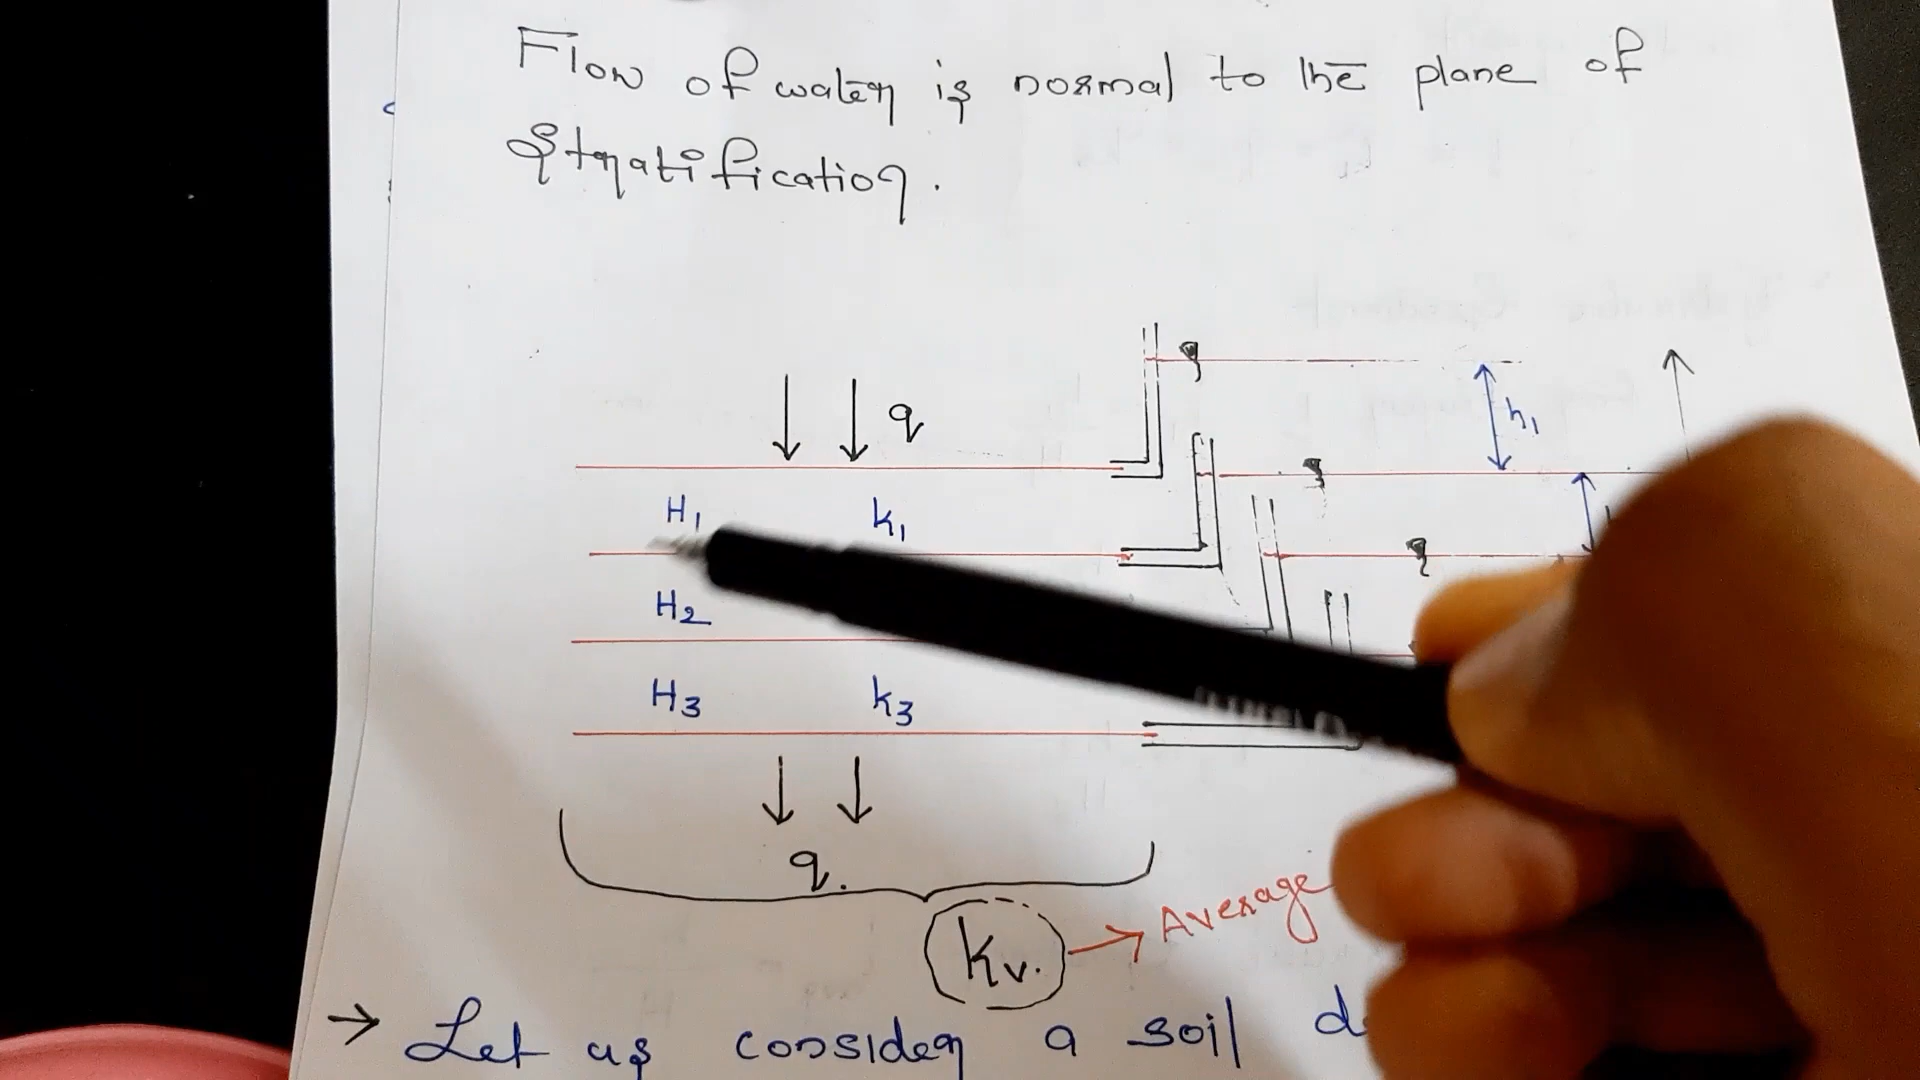 Flow of water is normal to the plane of
Stratification.
q
h1
H1 k1
H2
H3 k3
q.
kv. → Average
→ Let us consider a soil